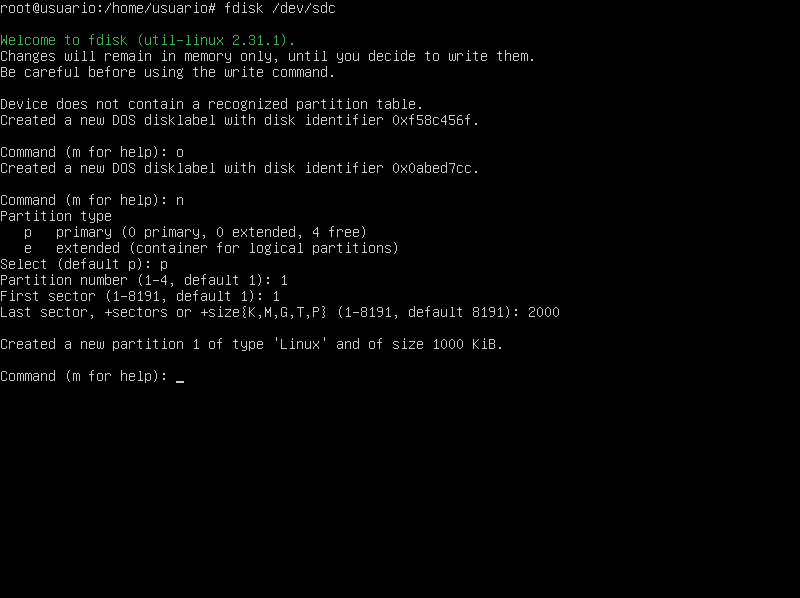 root@usuario:/home/usuario# fdisk /dev/sdc
Welcome to fdisk (util-linux 2.31.1).
Changes will remain in memory only, until you decide to write them.
Be careful before using the write command.
Device does not contain a recognized partition table.
Created a new DOS disklabel with disk identifier 0xf58c456f.
Command (m for help): o
Created a new DOS disklabel with disk identifier 0x0abed7cc.
Command (m for help): n
Partition type
   p   primary (0 primary, 0 extended, 4 free)
   e   extended (container for logical partitions)
Select (default p): p
Partition number (1-4, default 1): 1
First sector (1-8191, default 1): 1
Last sector, +sectors or +size{K,M,G,T,P} (1-8191, default 8191): 2000
Created a new partition 1 of type 'Linux' and of size 1000 KiB.
Command (m for help): _